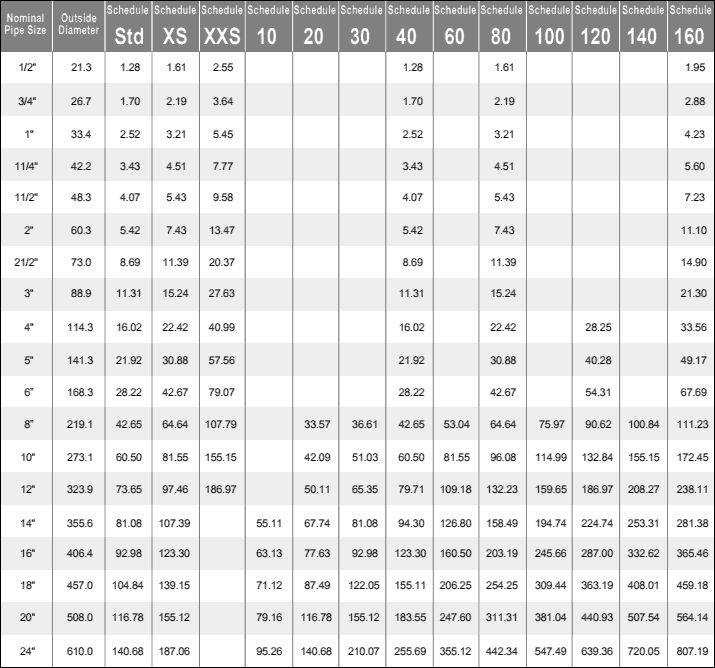 Nominal Pipe Size Outside Diameter Schedule Std Schedule XS Schedule XXS Schedule 10 Schedule 20 Schedule 30 Schedule 40 Schedule 60 Schedule 80 Schedule 100 Schedule 120 Schedule 140 Schedule 160
1/2" 21.3 1.28 1.61 2.55 1.28 1.61 1.95
3/4" 26.7 1.70 2.19 3.64 1.70 2.19 2.88
1" 33.4 2.52 3.21 5.45 2.52 3.21 4.23
11/4" 42.2 3.43 4.51 7.77 3.43 4.51 5.60
11/2" 48.3 4.07 5.43 9.58 4.07 5.43 7.23
2" 60.3 5.42 7.43 13.47 5.42 7.43 11.10
21/2" 73.0 8.69 11.39 20.37 8.69 11.39 14.90
3" 88.9 11.31 15.24 27.63 11.31 15.24 21.30
4" 114.3 16.02 22.42 40.99 16.02 22.42 28.25 33.56
5" 141.3 21.92 30.88 57.56 21.92 30.88 40.28 49.17
6” 168.3 28.22 42.67 79.07 28.22 42.67 54.31 67.69
8” 219.1 42.65 64.64 107.79 33.57 36.61 42.65 53.04 64.64 75.97 90.62 100.84 111.23
10" 273.1 60.50 81.55 155.15 42.09 51.03 60.50 81.55 96.08 114.99 132.84 155.15 172.45
12" 323.9 73.65 97.46 186.97 50.11 65.35 79.71 109.18 132.23 159.65 186.97 208.27 238.11
14" 355.6 81.08 107.39 55.11 67.74 81.08 94.30 126.80 158.49 194.74 224.74 253.31 281.38
16" 406.4 92.98 123.30 63.13 77.63 92.98 123.30 160.50 203.19 245.66 287.00 332.62 365.46
18" 457.0 104.84 139.15 71.12 87.49 122.05 155.11 206.25 254.25 309.44 363.19 408.01 459.18
20" 508.0 116.78 155.12 79.16 116.78 155.12 183.55 247.60 311.31 381.04 440.93 507.54 564.14
24" 610.0 140.68 187.06 95.26 140.68 210.07 255.69 355.12 442.34 547.49 639.36 720.05 807.19